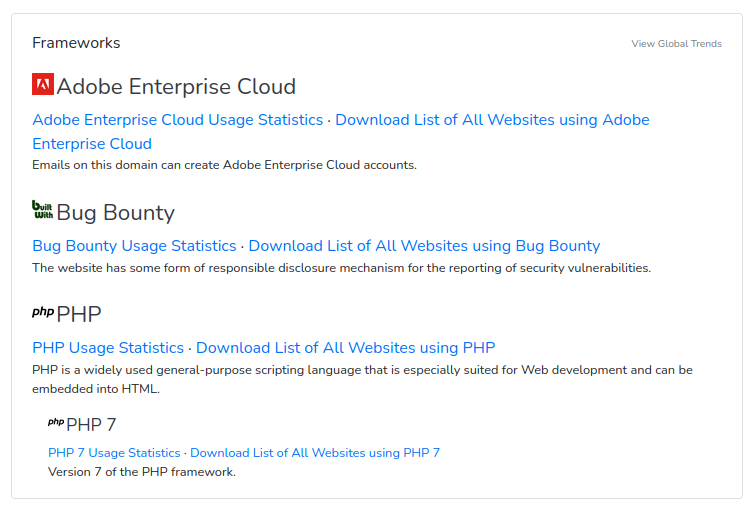 Frameworks
View Global Trends
Adobe Enterprise Cloud
Adobe Enterprise Cloud Usage Statistics · Download List of All Websites using Adobe
Enterprise Cloud
Emails on this domain can create Adobe Enterprise Cloud accounts.
built
With
Bug Bounty
Bug Bounty Usage Statistics · Download List of All Websites using Bug Bounty
The website has some form of responsible disclosure mechanism for the reporting of security vulnerabilities.
php PHP
PHP Usage Statistics · Download List of All Websites using PHP
PHP is a widely used general-purpose scripting language that is especially suited for Web development and can be
embedded into HTML.
php PHP 7
PHP 7 Usage Statistics · Download List of All Websites using PHP 7
Version 7 of the PHP framework.